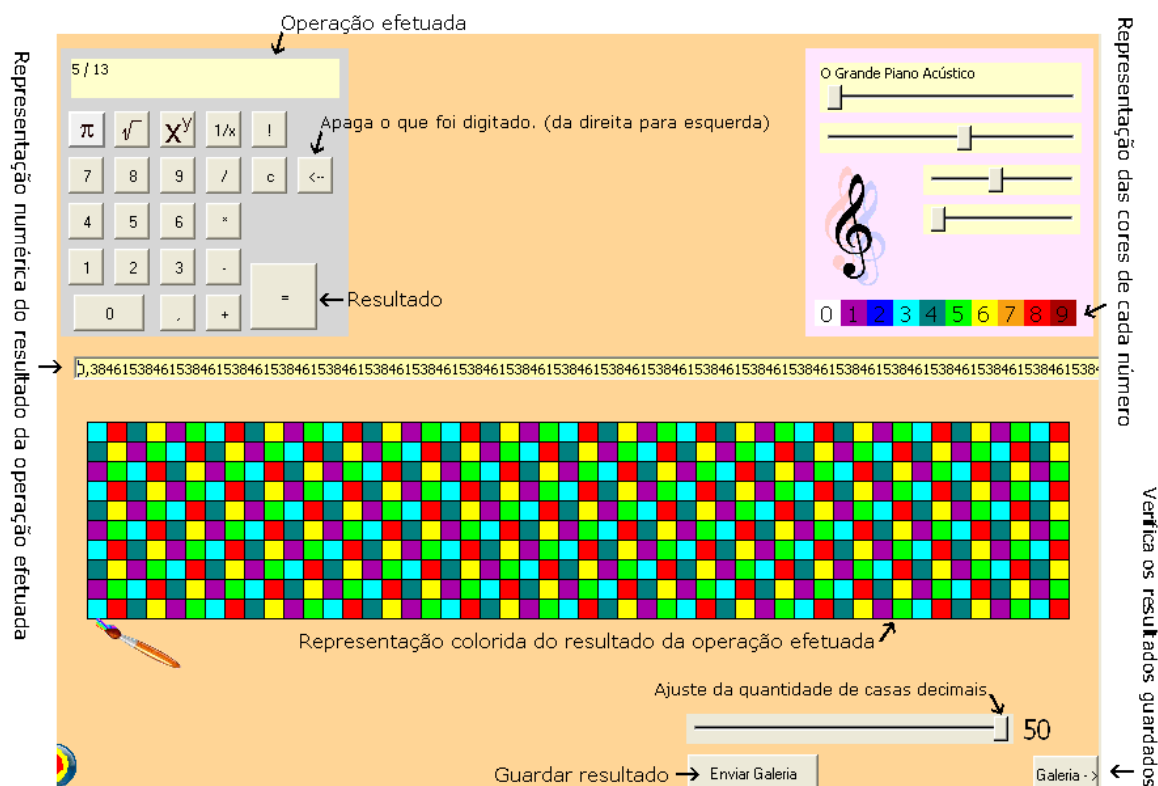 Operação efetuada
Representação numérica do resultado da operação efetuada
Representação das cores de cada número
5 / 13
O Grande Piano Acústico
π √ Xʸ 1/x !
Apaga o que foi digitado. (da direita para esquerda)
7 8 9 / c <--
4 5 6 *
1 2 3 -
0 , + =
←Resultado
0 1 2 3 4 5 6 7 8 9
0,384615384615384615384615384615384615384615384615384615384615384615384615384615384615384615384615384615384
Representação colorida do resultado da operação efetuada
Verifica os resultados guardados
Ajuste da quantidade de casas decimais
50
Guardar resultado → Enviar Galeria
Galeria - >